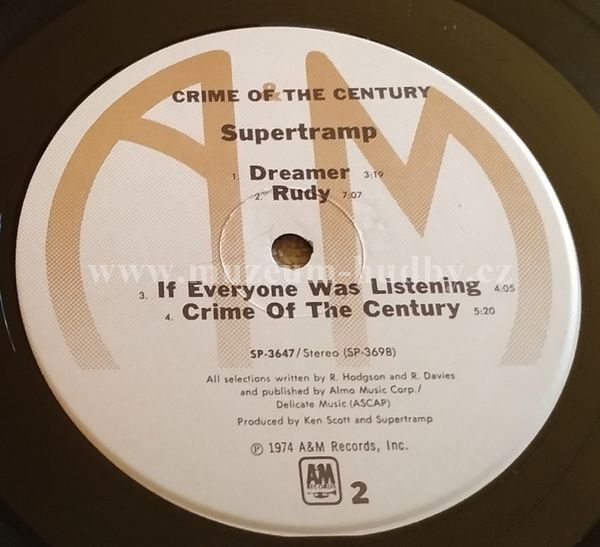 A&M
CRIME OF THE CENTURY
Supertramp
1. Dreamer 3:19
2. Rudy 7:07
www.muzeum-hudby.cz
3. If Everyone Was Listening 4:05
4. Crime Of The Century 5:20
SP-3647/Stereo (SP-3698)
All selections written by R. Hodgson and R. Davies
and published by Almo Music Corp./
Delicate Music (ASCAP)
Produced by Ken Scott and Supertramp
℗ 1974 A&M Records, Inc.
A&M
RECORDS
2